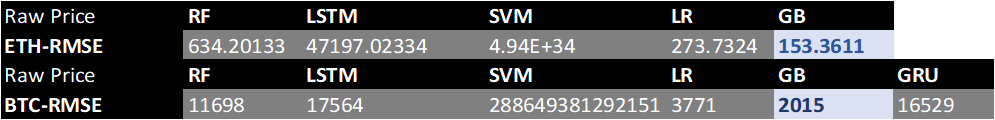 Raw Price RF LSTM SVM LR GB
ETH-RMSE 634.20133 47197.02334 4.94E+34 273.7324 153.3611
Raw Price RF LSTM SVM LR GB GRU
BTC-RMSE 11698 17564 288649381292151 3771 2015 16529